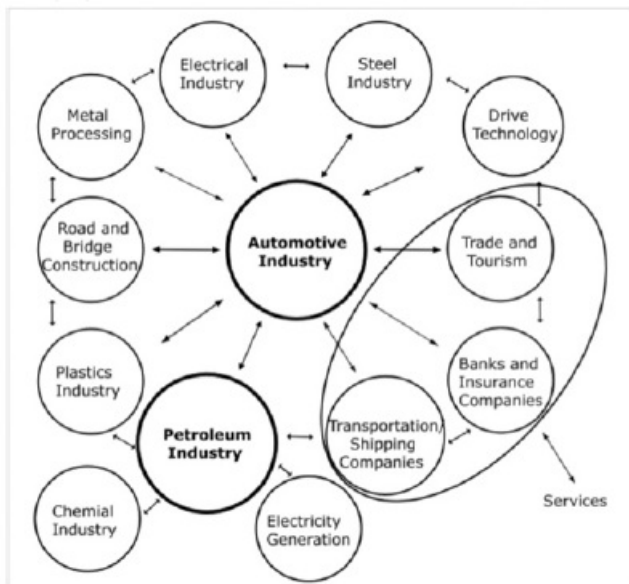 Electrical
Industry
Steel
Industry
Metal
Processing
Drive
Technology
Road and
Bridge
Construction
Automotive
Industry
Trade and
Tourism
Plastics
Industry
Banks and
Insurance
Companies
Petroleum
Industry
Transportation/
Shipping
Companies
Chemial
Industry
Electricity
Generation
Services